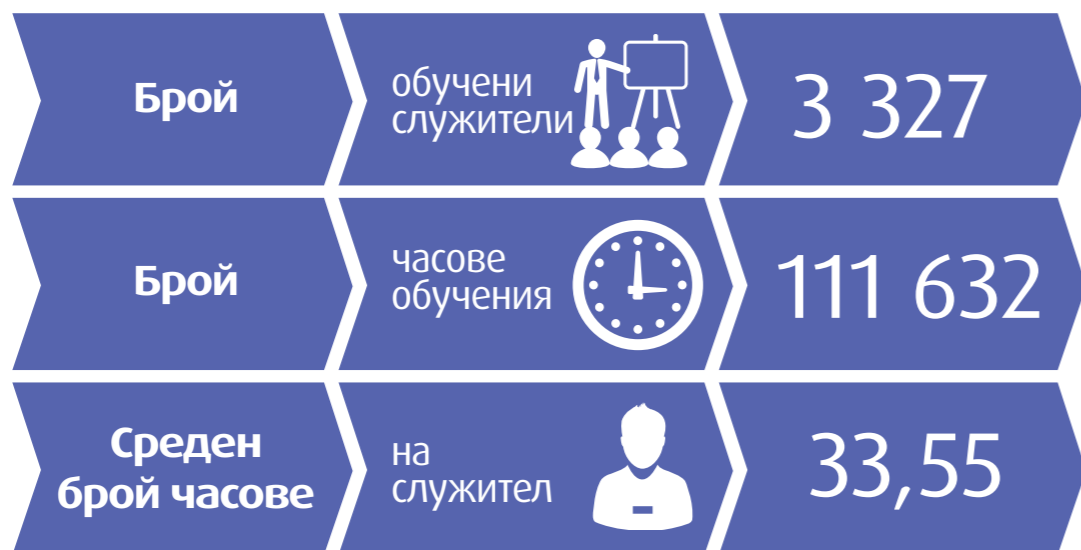 Брой
обучени
служители
3 327
Брой
часове
обучения
111 632
Среден
брой часове
на
служител
33,55